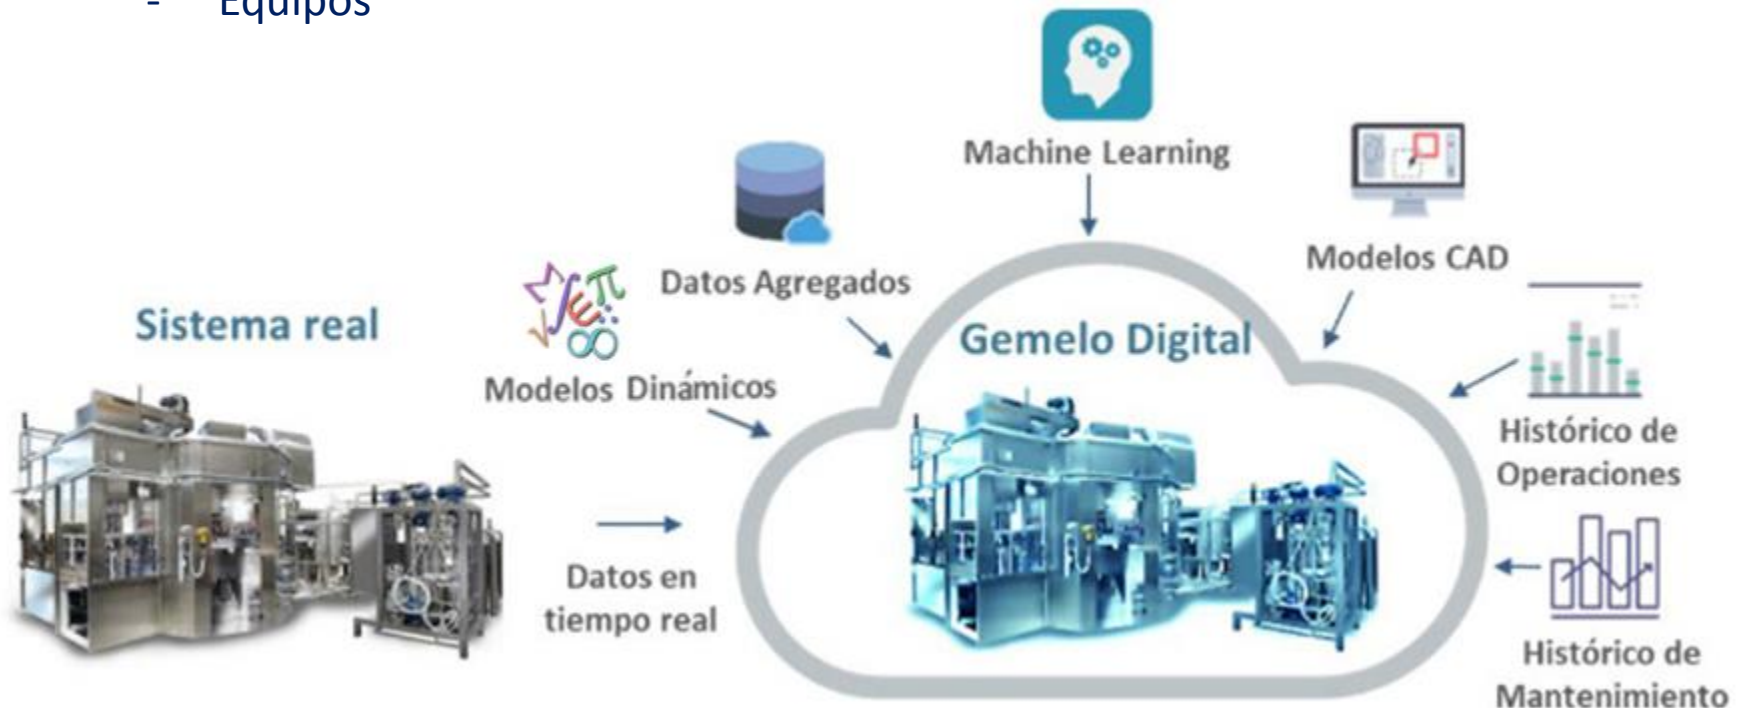 - Equipos
Machine Learning
Modelos CAD
Datos Agregados
Sistema real
Gemelo Digital
Modelos Dinámicos
Histórico de
Operaciones
Datos en
tiempo real
Histórico de
Mantenimiento